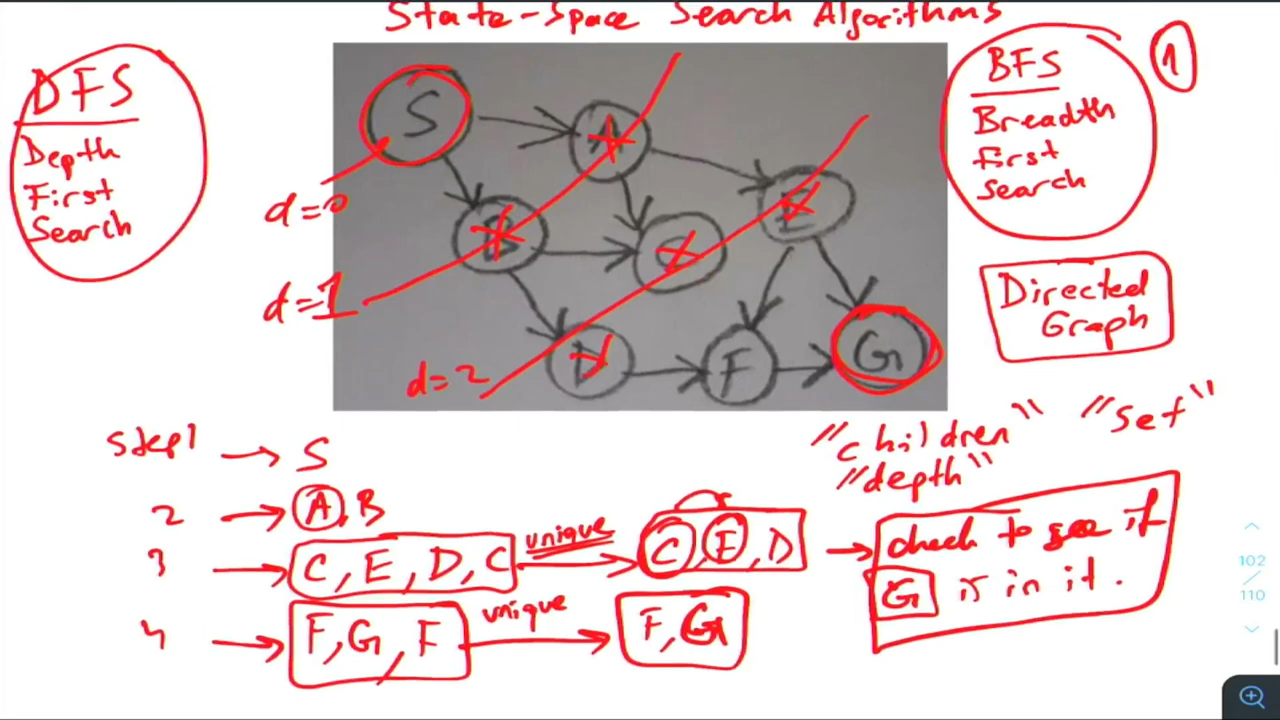 State-Space Search Algorithms
DFS
Depth
First
Search
BFS
Breadth
First
Search
1
Directed
Graph
S
A
B
C
E
D
F
G
d=0
d=1
d=2
"children" "set"
"depth"
step1 → S
2 → A, B
3 → C, E, D, C unique → C, E, D → check to see if
G is in it.
4 → F, G, F unique → F, G
102
/
110